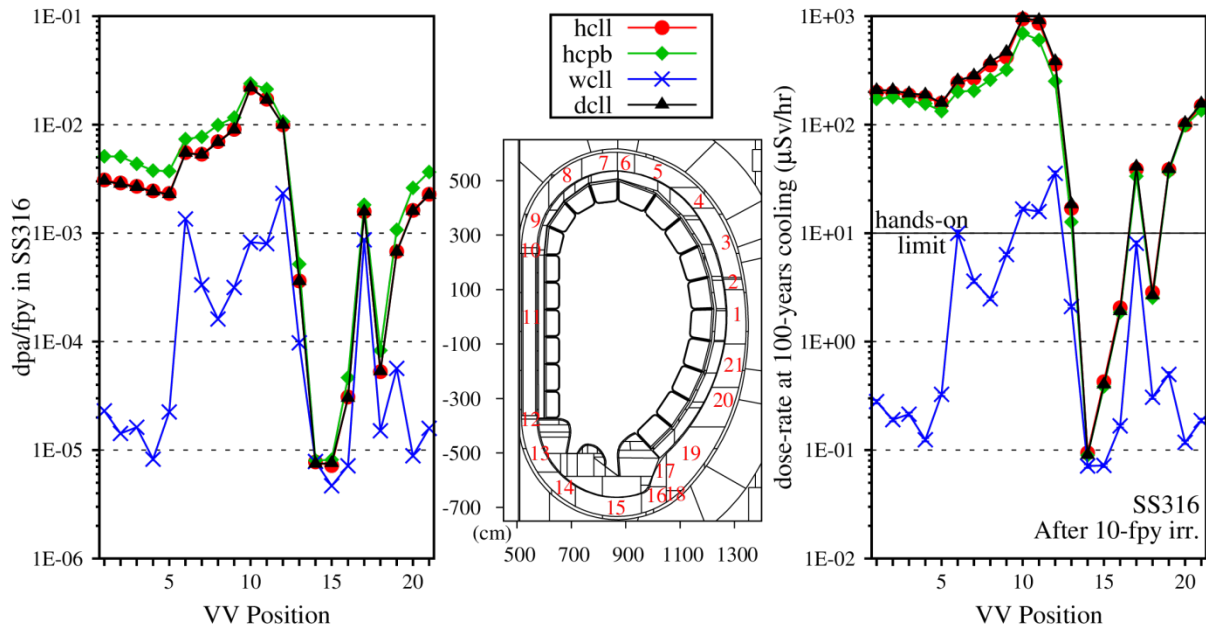 1E-01
1E-02
1E-03
1E-04
1E-05
1E-06
dpa/fpy in SS316
5 10 15 20
VV Position
hcll
hcpb
wcll
dcll
500
300
100
-100
-300
-500
-700
(cm)
500 700 900 1100 1300
7 6 5
8
4
9
3
10
2
11
1
21
20
12
13
19
17
14
16 18
15
1E+03
1E+02
1E+01
1E+00
1E-01
1E-02
dose-rate at 100-years cooling (μSv/hr)
hands-on
limit
SS316
After 10-fpy irr.
5 10 15 20
VV Position